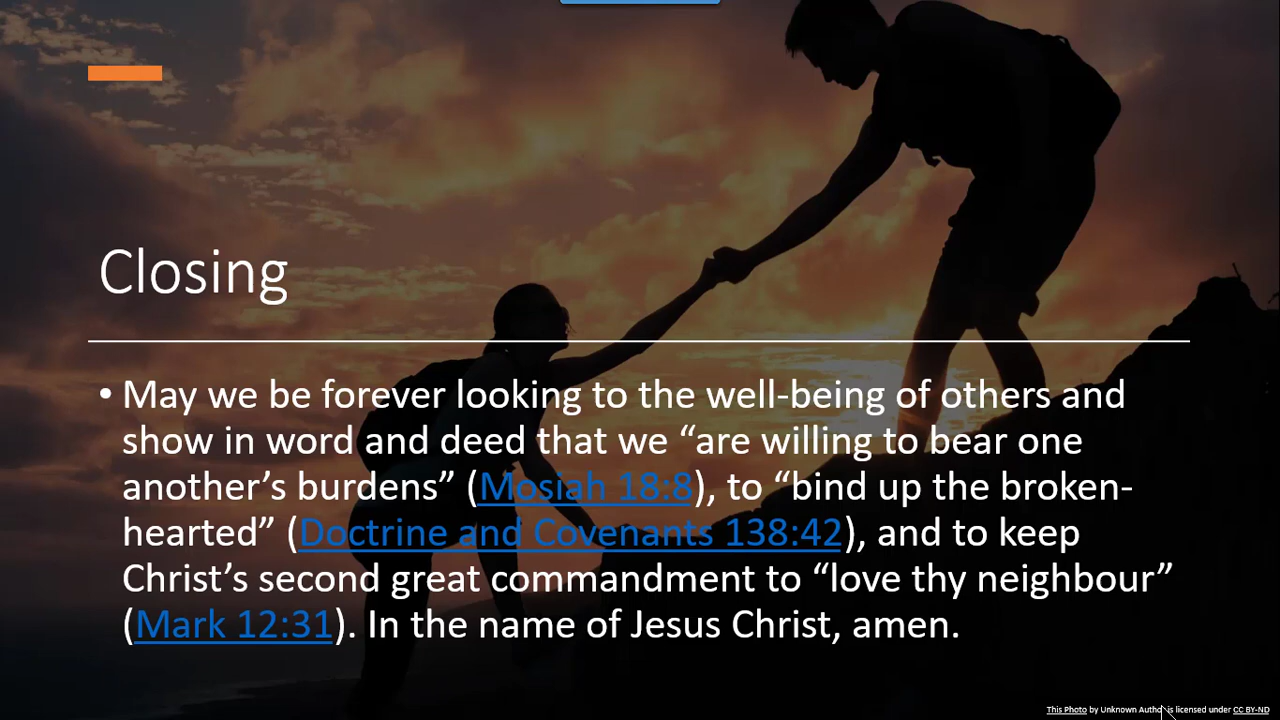 Closing
• May we be forever looking to the well-being of others and
show in word and deed that we “are willing to bear one
another’s burdens” (Mosiah 18:8), to “bind up the broken-
hearted” (Doctrine and Covenants 138:42), and to keep
Christ’s second great commandment to “love thy neighbour”
(Mark 12:31). In the name of Jesus Christ, amen.
This Photo by Unknown Author is licensed under CC BY-ND